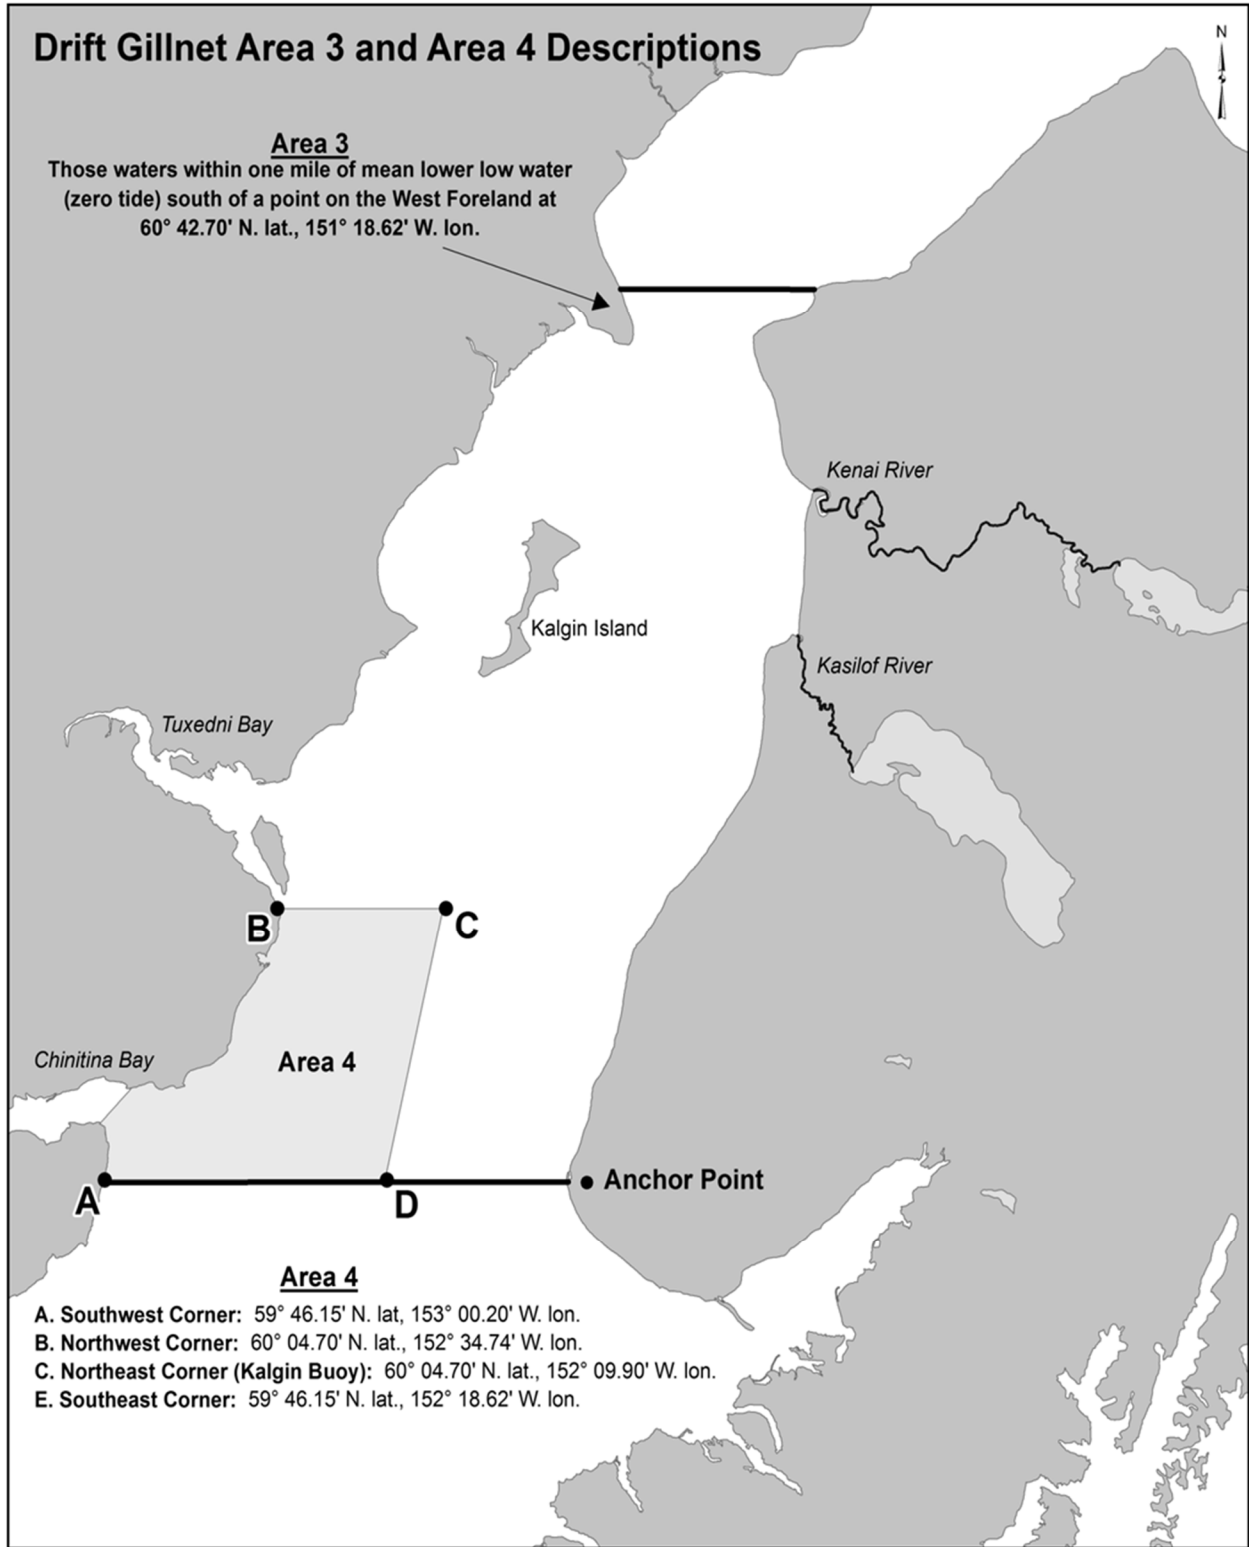 Drift Gillnet Area 3 and Area 4 Descriptions
N
Area 3
Those waters within one mile of mean lower low water
(zero tide) south of a point on the West Foreland at
60° 42.70' N. lat., 151° 18.62' W. lon.
Kenai River
Kalgin Island
Kasilof River
Tuxedni Bay
B
C
Chinitina Bay
Area 4
A
D
Anchor Point
Area 4
A. Southwest Corner: 59° 46.15' N. lat, 153° 00.20' W. lon.
B. Northwest Corner: 60° 04.70' N. lat., 152° 34.74' W. lon.
C. Northeast Corner (Kalgin Buoy): 60° 04.70' N. lat., 152° 09.90' W. lon.
E. Southeast Corner: 59° 46.15' N. lat., 152° 18.62' W. lon.